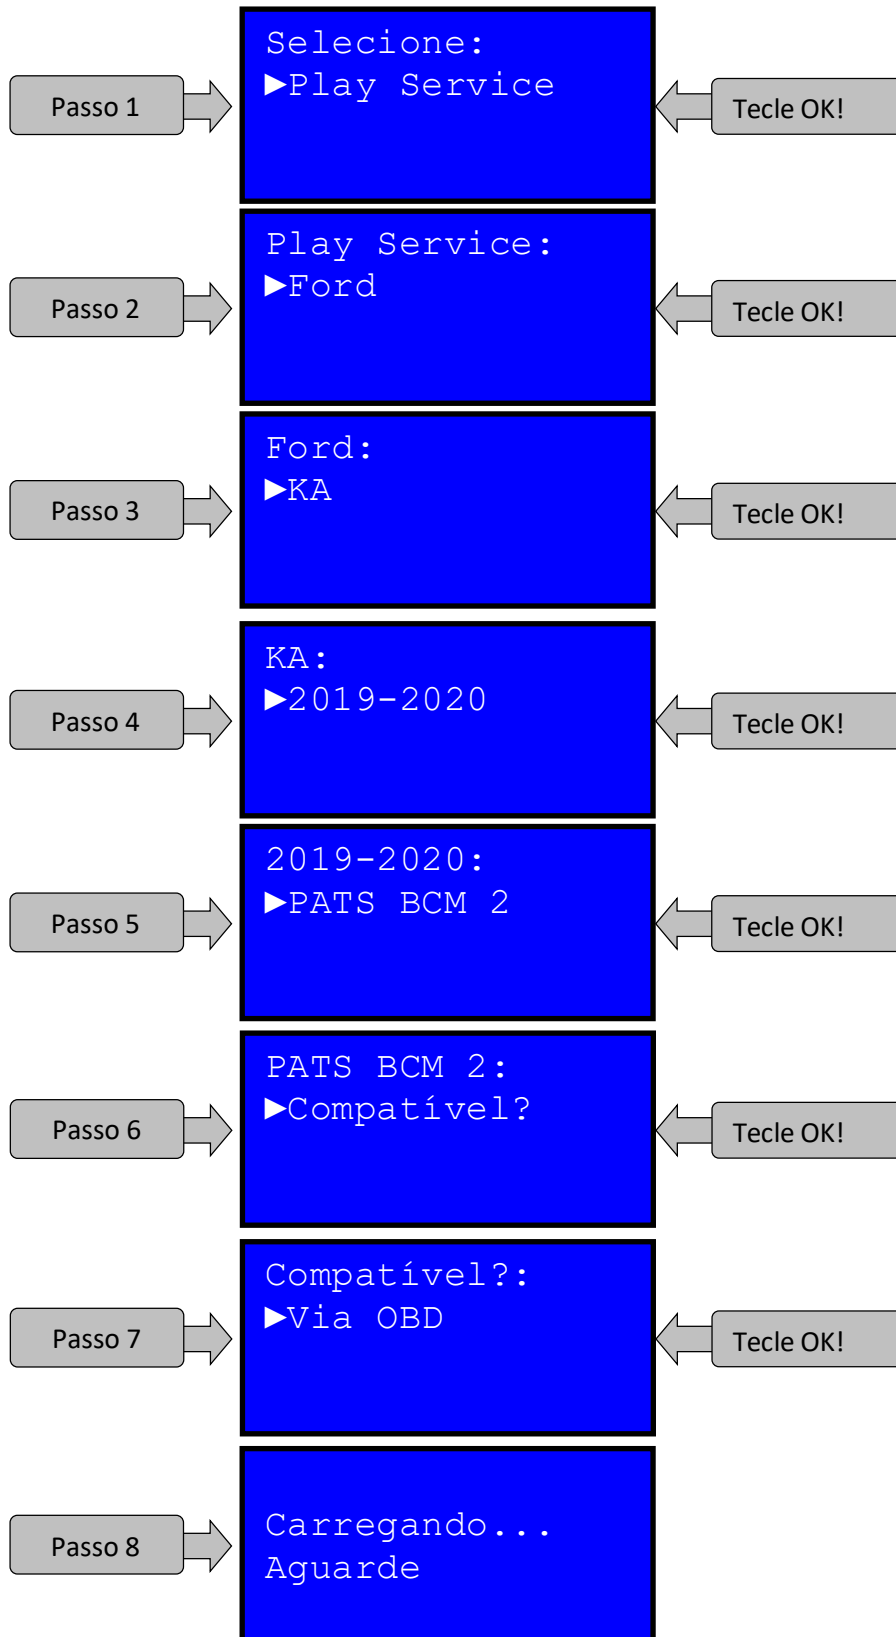 Selecione:
Passo 1
►Play Service
Tecle OK!
Play Service:
Passo 2
►Ford
Tecle OK!
Ford:
Passo 3
►KA
Tecle OK!
KA:
Passo 4
►2019-2020
Tecle OK!
2019-2020:
Passo 5
►PATS BCM 2
Tecle OK!
PATS BCM 2:
Passo 6
►Compatível?
Tecle OK!
Compatível?:
Passo 7
►Via OBD
Tecle OK!
Passo 8
Carregando...
Aguarde